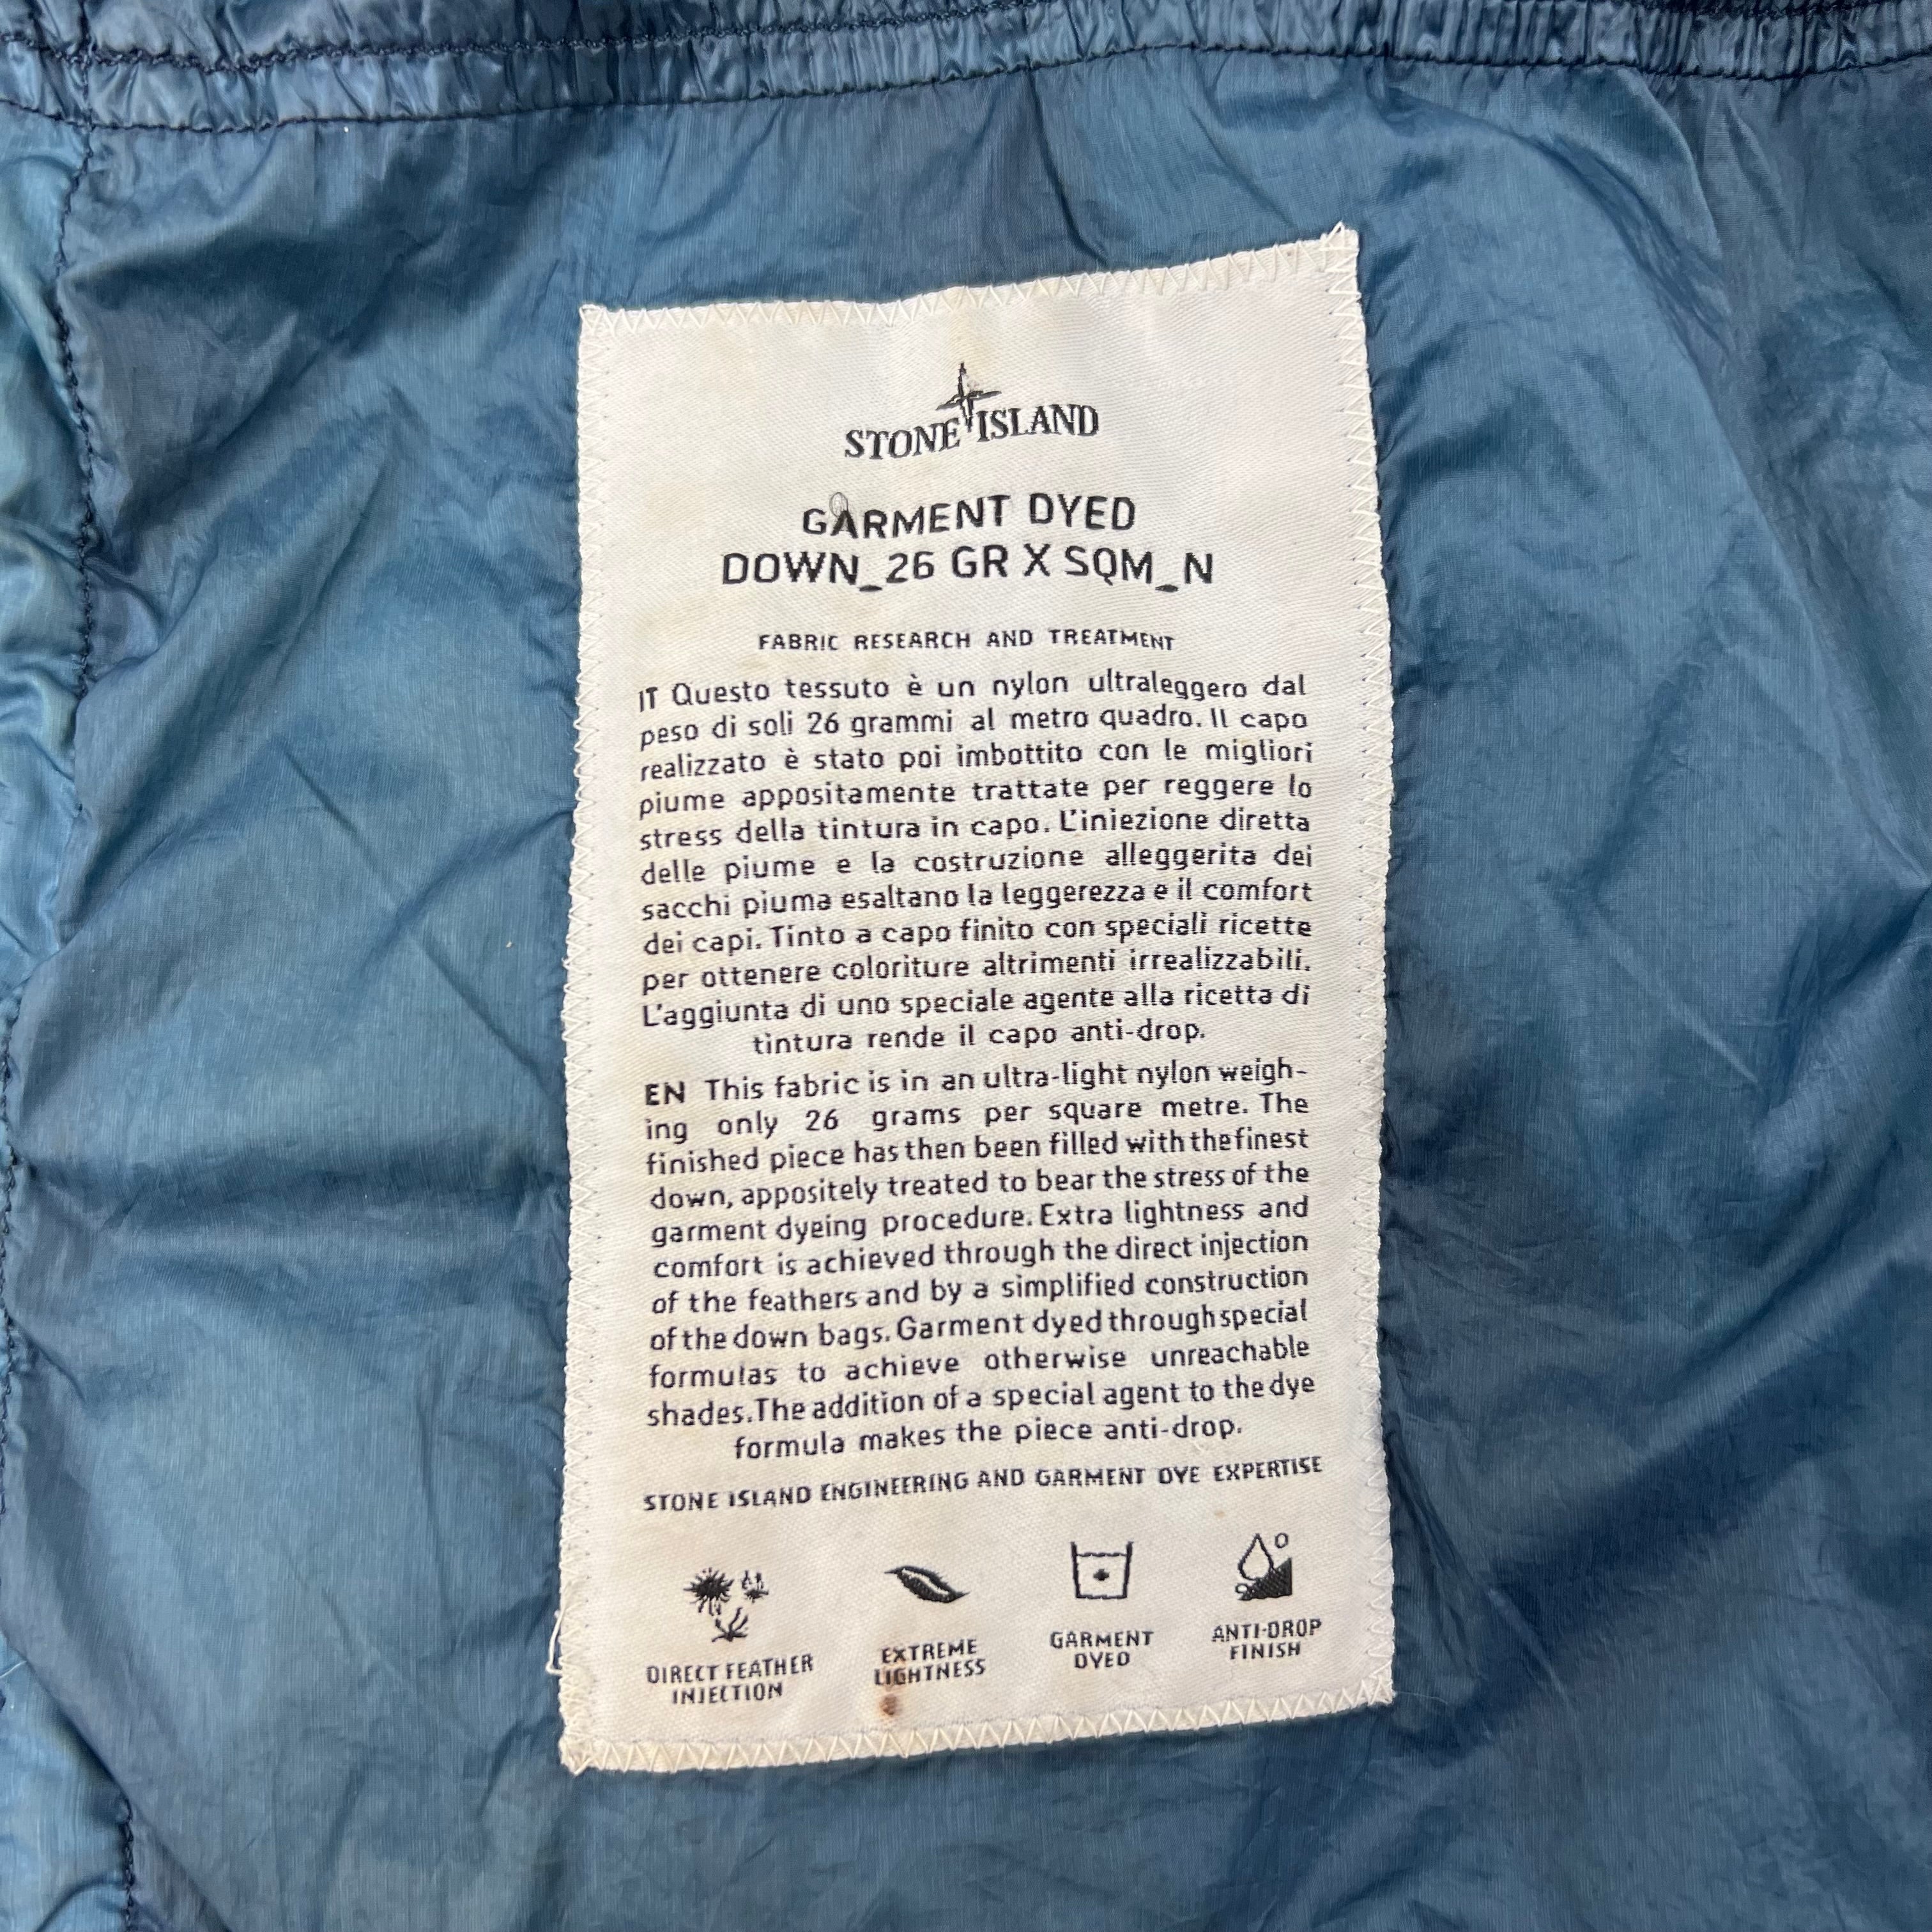 STONE ISLAND
GARMENT DYED
DOWN_26 GR X SQM_N
FABRIC RESEARCH AND TREATMENT
IT Questo tessuto è un nylon ultraleggero dal
peso di soli 26 grammi al metro quadro. Il capo
realizzato è stato poi imbottito con le migliori
piume appositamente trattate per reggere lo
stress della tintura in capo. L'iniezione diretta
delle piume e la costruzione alleggerita dei
sacchi piuma esaltano la leggerezza e il comfort
dei capi. Tinto a capo finito con speciali ricette
per ottenere coloriture altrimenti irrealizzabili.
L'aggiunta di uno speciale agente alla ricetta di
tintura rende il capo anti-drop.
EN This fabric is in an ultra-light nylon weigh-
ing only 26 grams per square metre. The
finished piece has then been filled with the finest
down, appositely treated to bear the stress of the
garment dyeing procedure. Extra lightness and
comfort is achieved through the direct injection
of the feathers and by a simplified construction
of the down bags. Garment dyed through special
formulas to achieve otherwise unreachable
shades. The addition of a special agent to the dye
formula makes the piece anti-drop.
STONE ISLAND ENGINEERING AND GARMENT DYE EXPERTISE
DIRECT FEATHER
INJECTION
EXTREME
LIGHTNESS
GARMENT
DYED
ANTI-DROP
FINISH